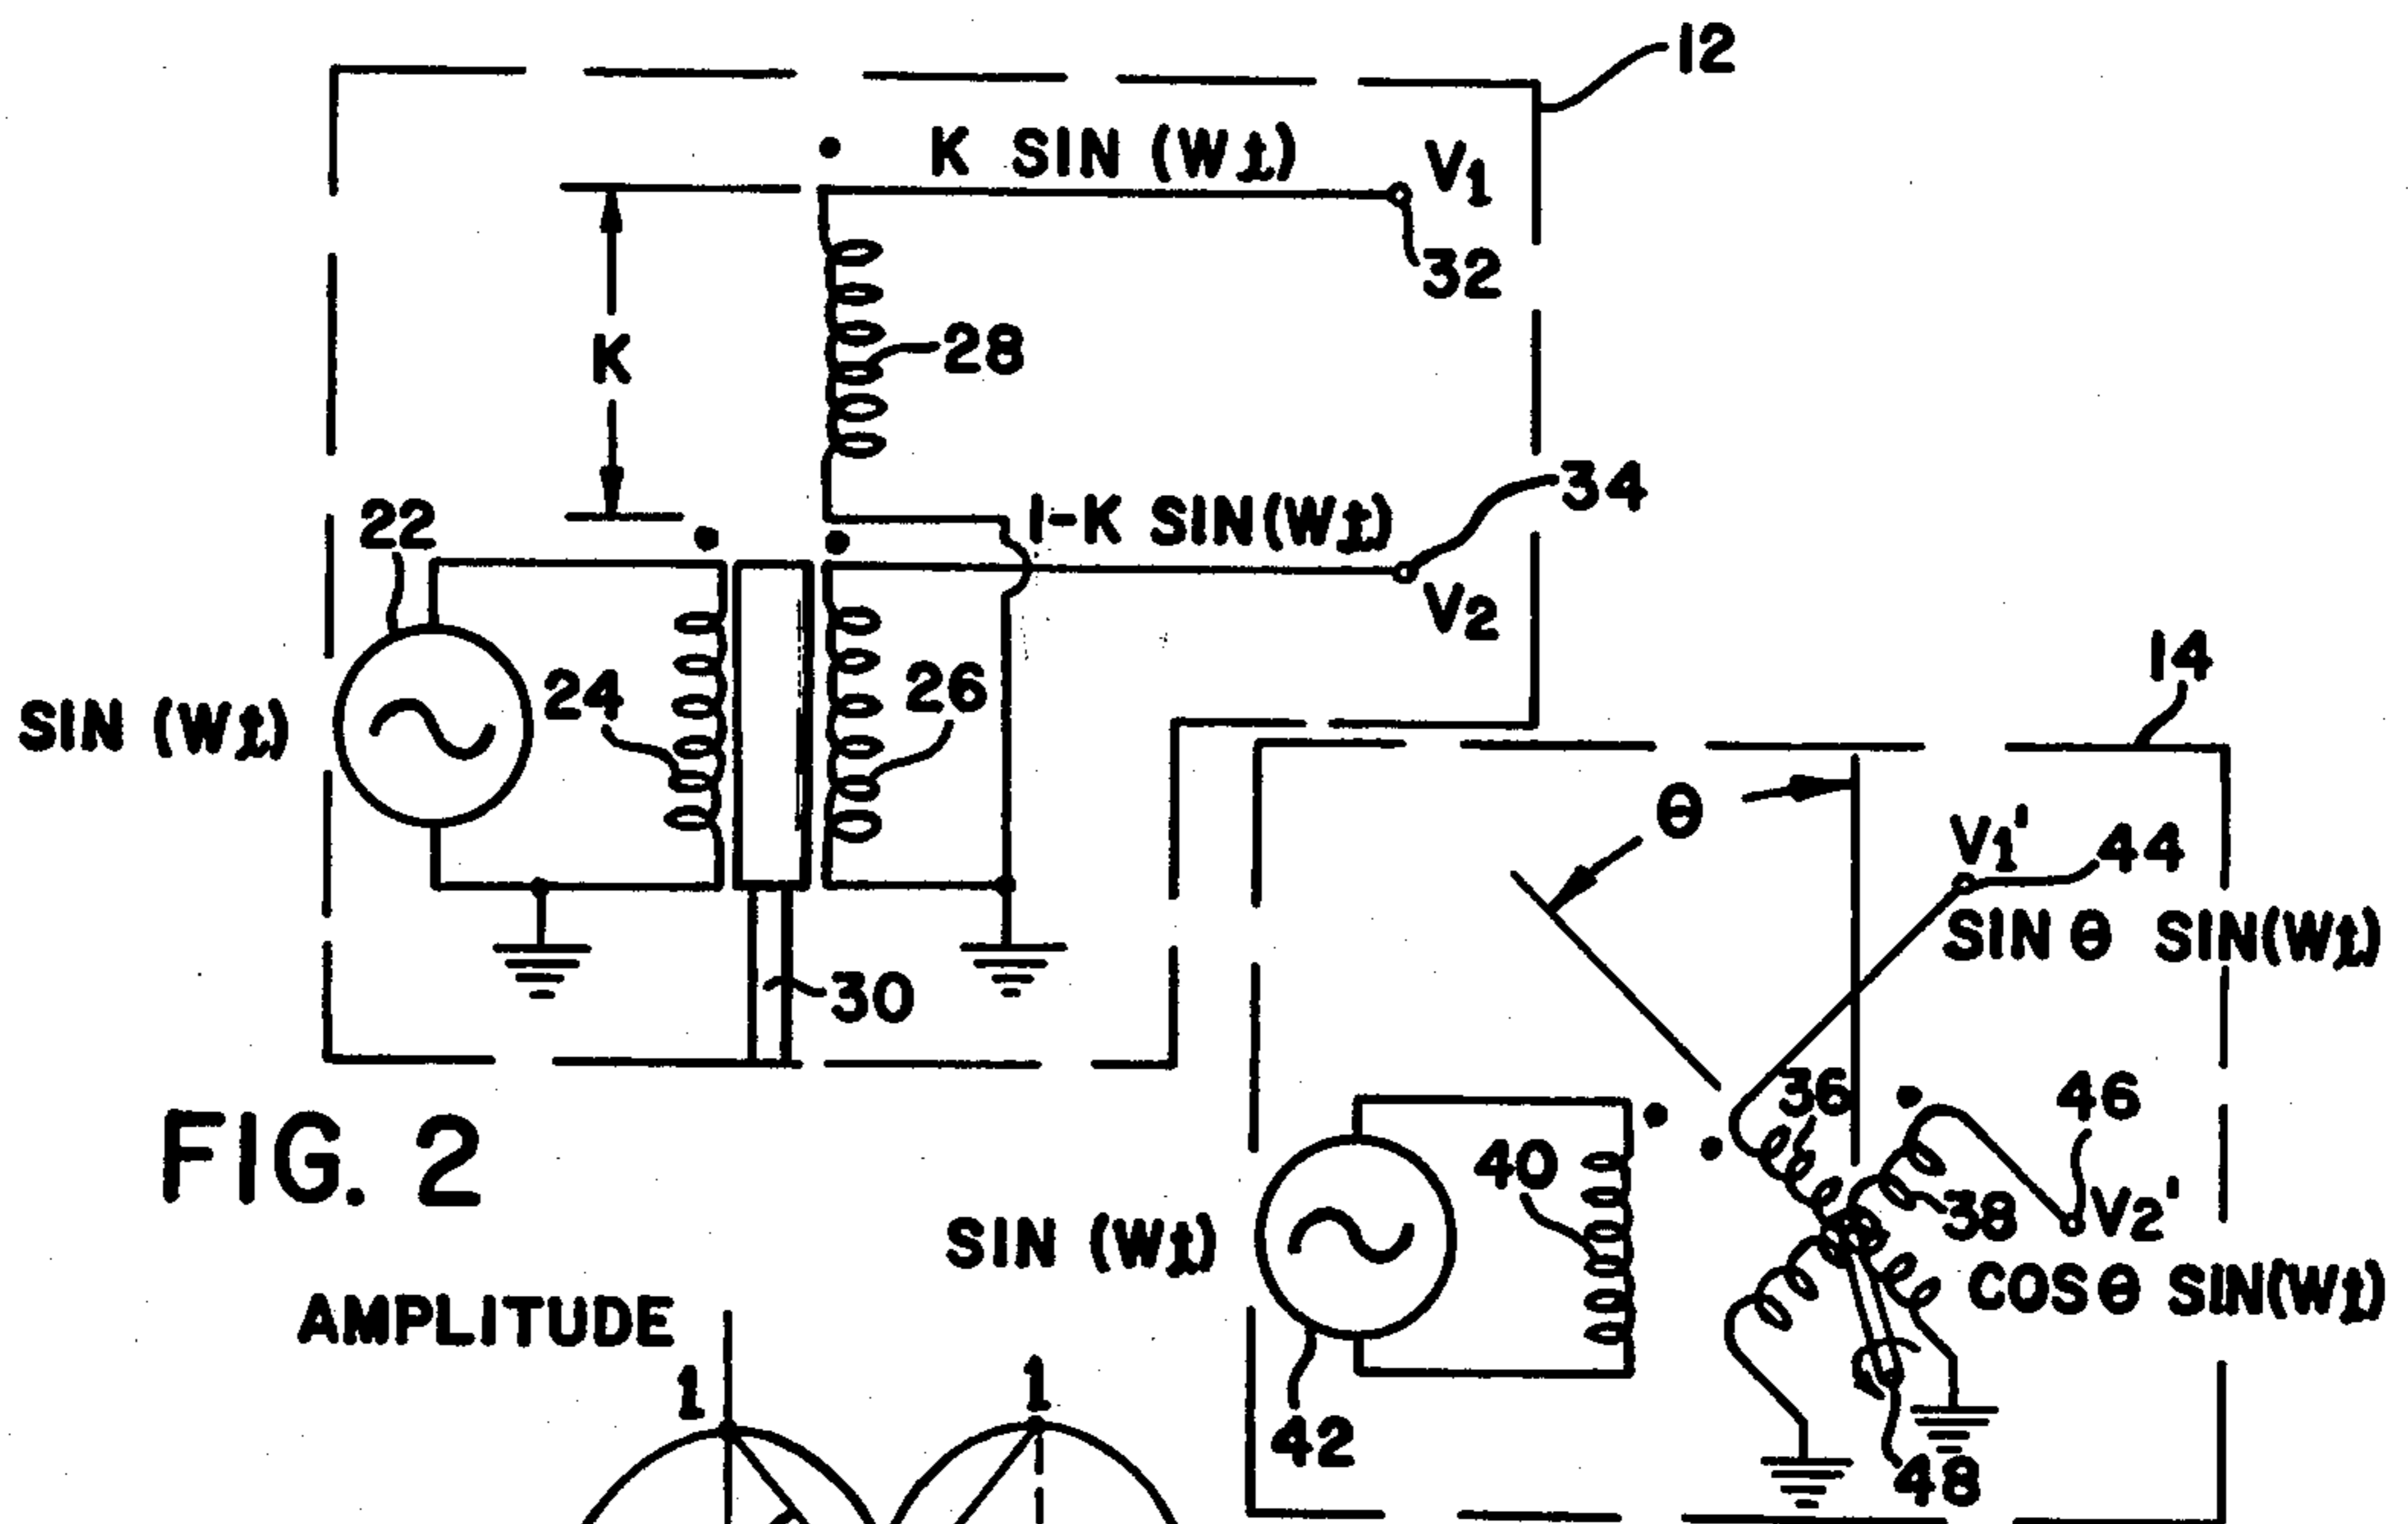 12
K SIN (Wt)
V1
32
K
28
34
22
1-K SIN(Wt)
V2
14
24
26
SIN (Wt)
θ
V1'
44
SIN θ SIN(Wt)
30
36
46
FIG. 2
40
38
V2'
SIN (Wt)
COS θ SIN(Wt)
AMPLITUDE
1
1
42
48